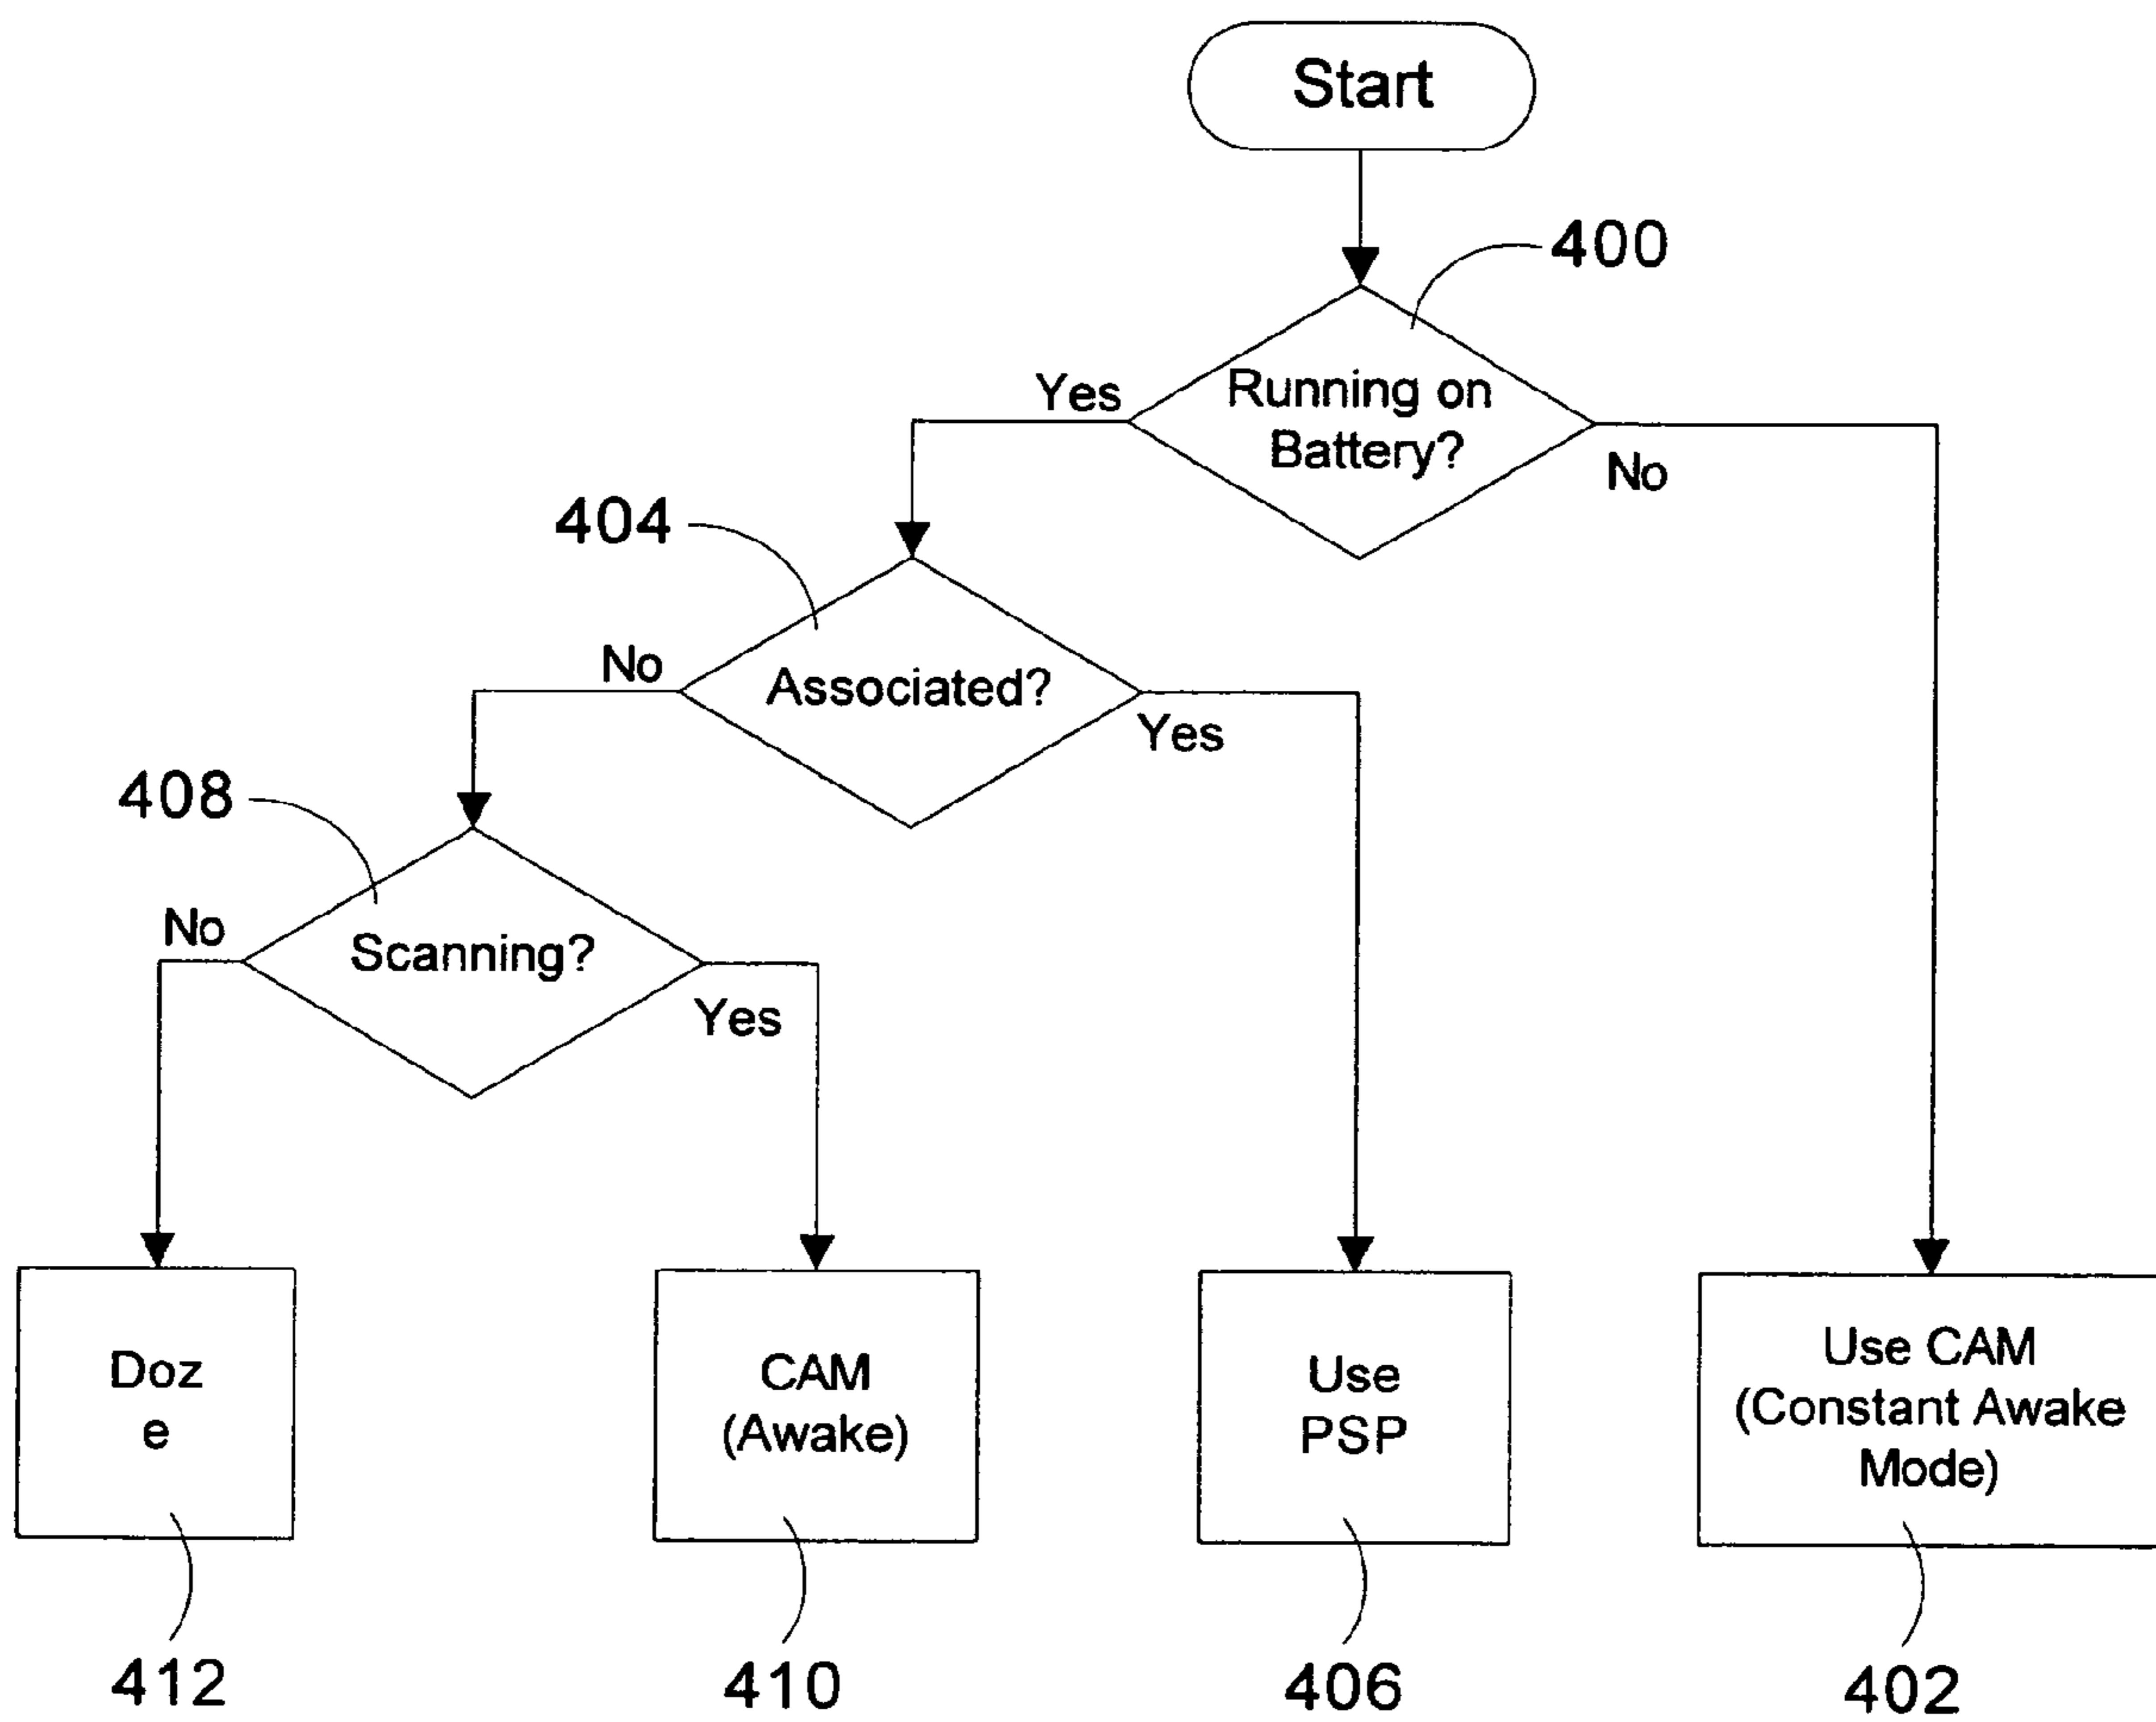 Start
400
Running on
Battery?
Yes
No
404
Associated?
No
Yes
408
Scanning?
No
Yes
Doz
e
CAM
(Awake)
Use
PSP
Use CAM
(Constant Awake
Mode)
412
410
406
402